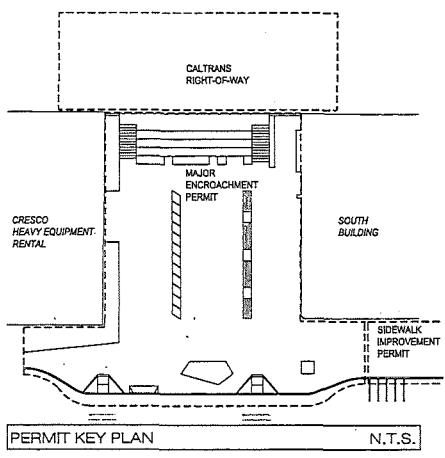 CALTRANS
RIGHT-OF-WAY
MAJOR
ENCROACHMENT
PERMIT
CRESCO
HEAVY EQUIPMENT
RENTAL
SOUTH
BUILDING
SIDEWALK
IMPROVEMENT
PERMIT
PERMIT KEY PLAN N.T.S.